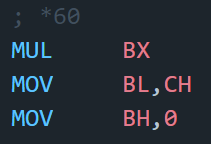 ; *60
MUL BX
MOV BL,CH
MOV BH,0